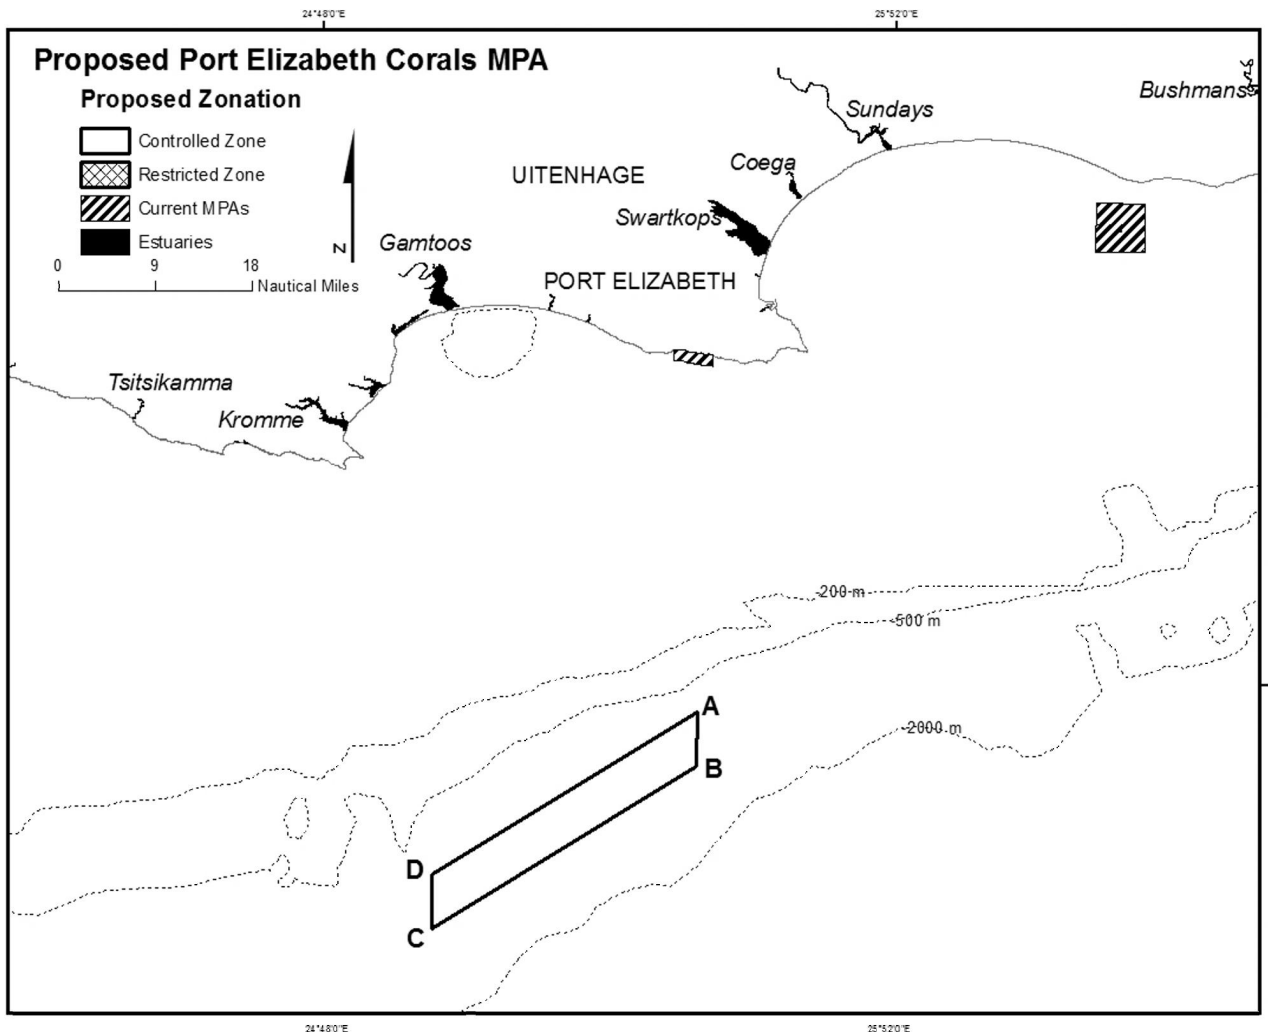 24°48'0"E
25°52'0"E
Proposed Port Elizabeth Corals MPA
Proposed Zonation
Controlled Zone
Restricted Zone
Current MPAs
Estuaries
0 9 18
Nautical Miles
N
Bushmans
Sundays
Coega
UITENHAGE
Swartkops
Gamtoos
PORT ELIZABETH
Tsitsikamma
Kromme
-200 m
-500 m
A
-2000 m
B
D
C
24°48'0"E
25°52'0"E